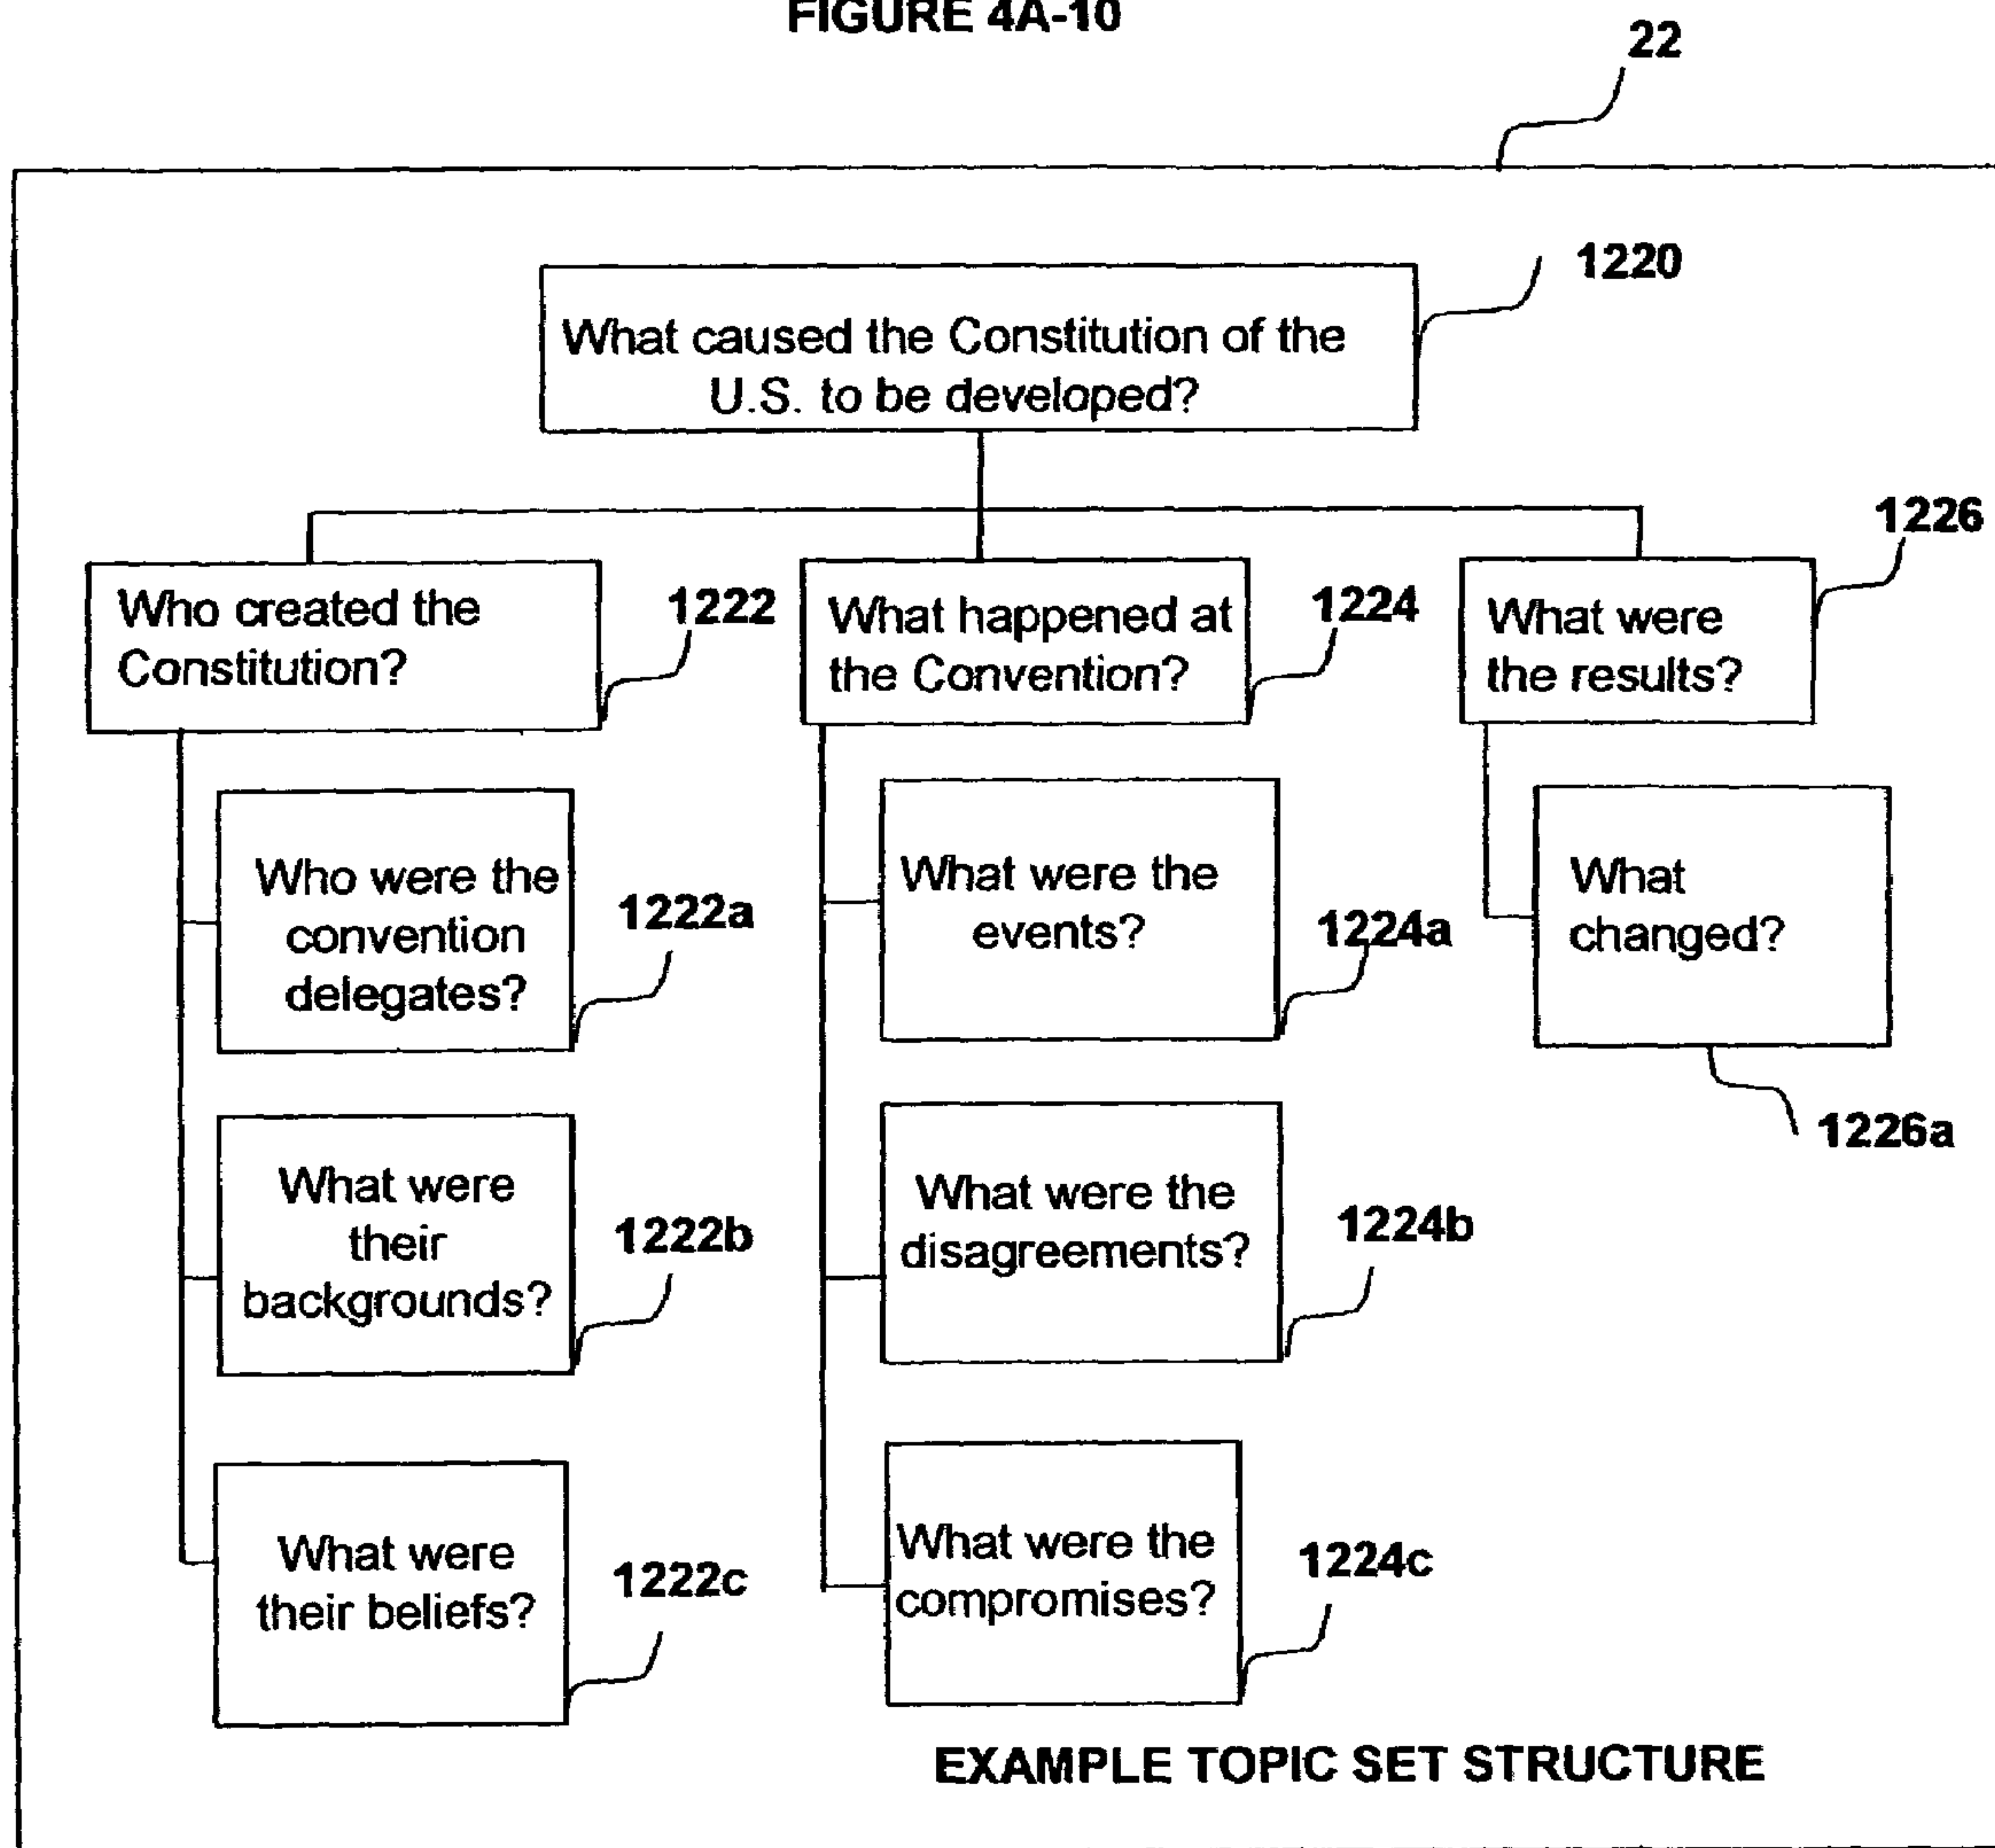 FIGURE 4A-10
22
1220
What caused the Constitution of the
U.S. to be developed?
1226
Who created the
Constitution?
1222
What happened at
the Convention?
1224
What were
the results?
Who were the
convention
delegates?
1222a
What were the
events?
1224a
What
changed?
1226a
What were
their
backgrounds?
1222b
What were the
disagreements?
1224b
What were
their beliefs?
1222c
What were the
compromises?
1224c
EXAMPLE TOPIC SET STRUCTURE